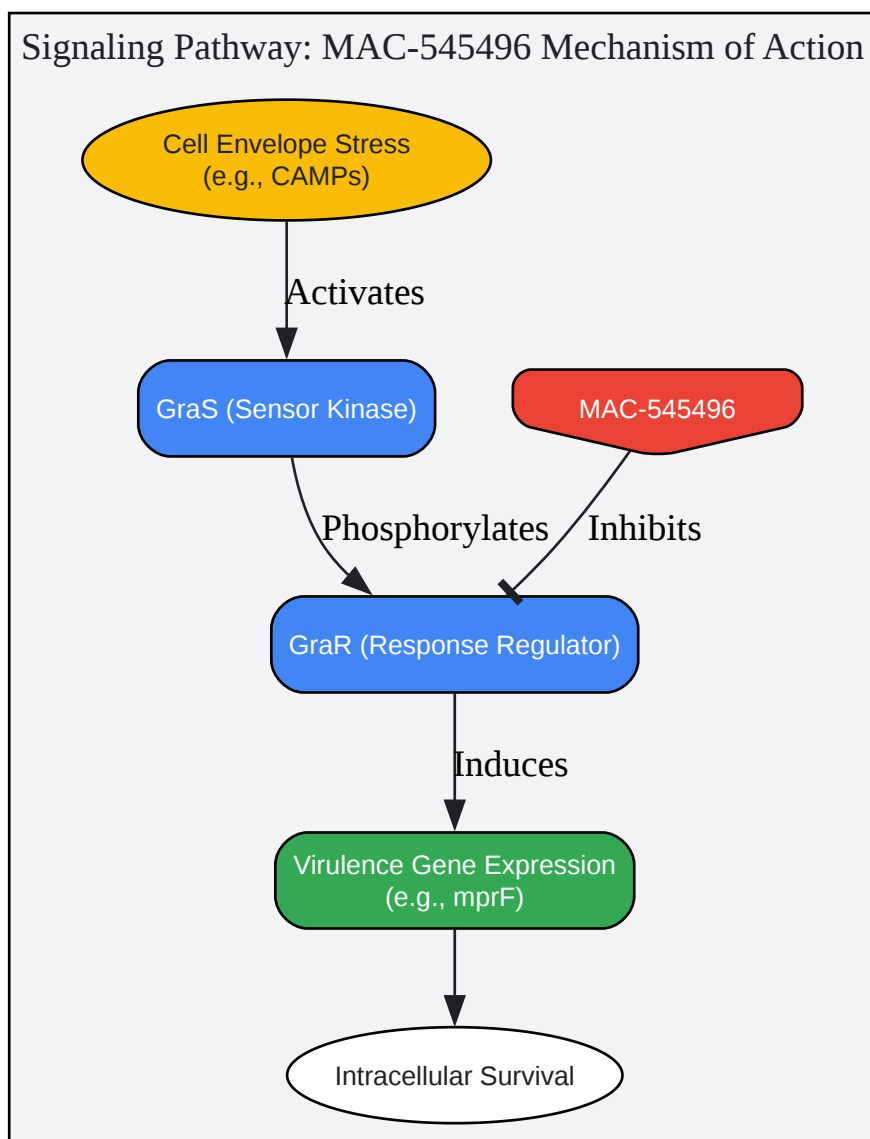 Signaling Pathway: MAC-545496 Mechanism of Action
Cell Envelope Stress
(e.g., CAMPs)
Activates
GraS (Sensor Kinase)
MAC-545496
Phosphorylates
Inhibits
GraR (Response Regulator)
Induces
Virulence Gene Expression
(e.g., mprF)
Intracellular Survival